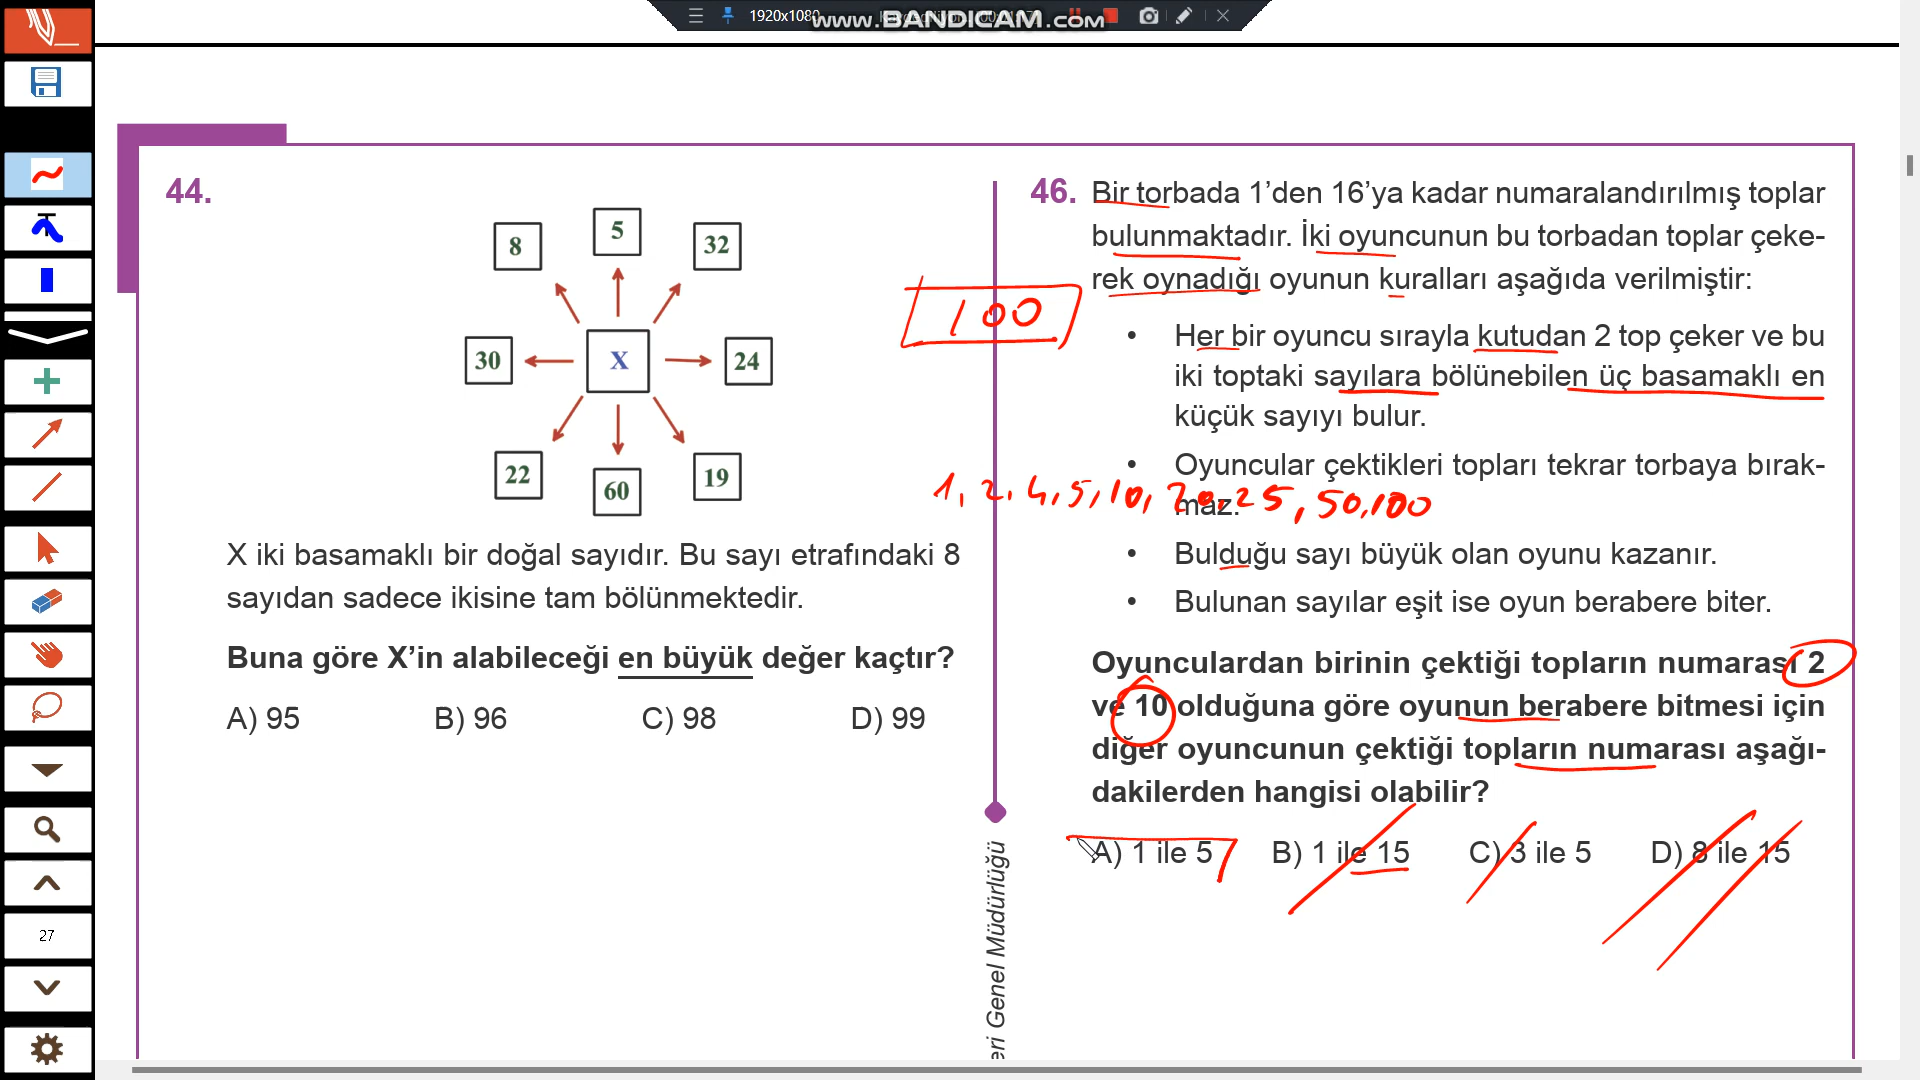 1920x1080
www.BANDICAM.com
44.
8
5
32
30
X
24
22
60
19
X iki basamaklı bir doğal sayıdır. Bu sayı etrafındaki 8
sayıdan sadece ikisine tam bölünmektedir.
Buna göre X’in alabileceği en büyük değer kaçtır?
A) 95 B) 96 C) 98 D) 99
46. Bir torbada 1’den 16’ya kadar numaralandırılmış toplar
bulunmaktadır. İki oyuncunun bu torbadan toplar çeke-
rek oynadığı oyunun kuralları aşağıda verilmiştir:
100
• Her bir oyuncu sırayla kutudan 2 top çeker ve bu
iki toptaki sayılara bölünebilen üç basamaklı en
küçük sayıyı bulur.
• Oyuncular çektikleri topları tekrar torbaya bırak-
maz.
1, 2, 4, 5, 10, 20, 25, 50, 100
• Bulduğu sayı büyük olan oyunu kazanır.
• Bulunan sayılar eşit ise oyun berabere biter.
Oyunculardan birinin çektiği topların numarası 2
ve 10 olduğuna göre oyunun berabere bitmesi için
diğer oyuncunun çektiği topların numarası aşağı-
dakilerden hangisi olabilir?
A) 1 ile 5 B) 1 ile 15 C) 3 ile 5 D) 8 ile 15
eri Genel Müdürlüğü
27